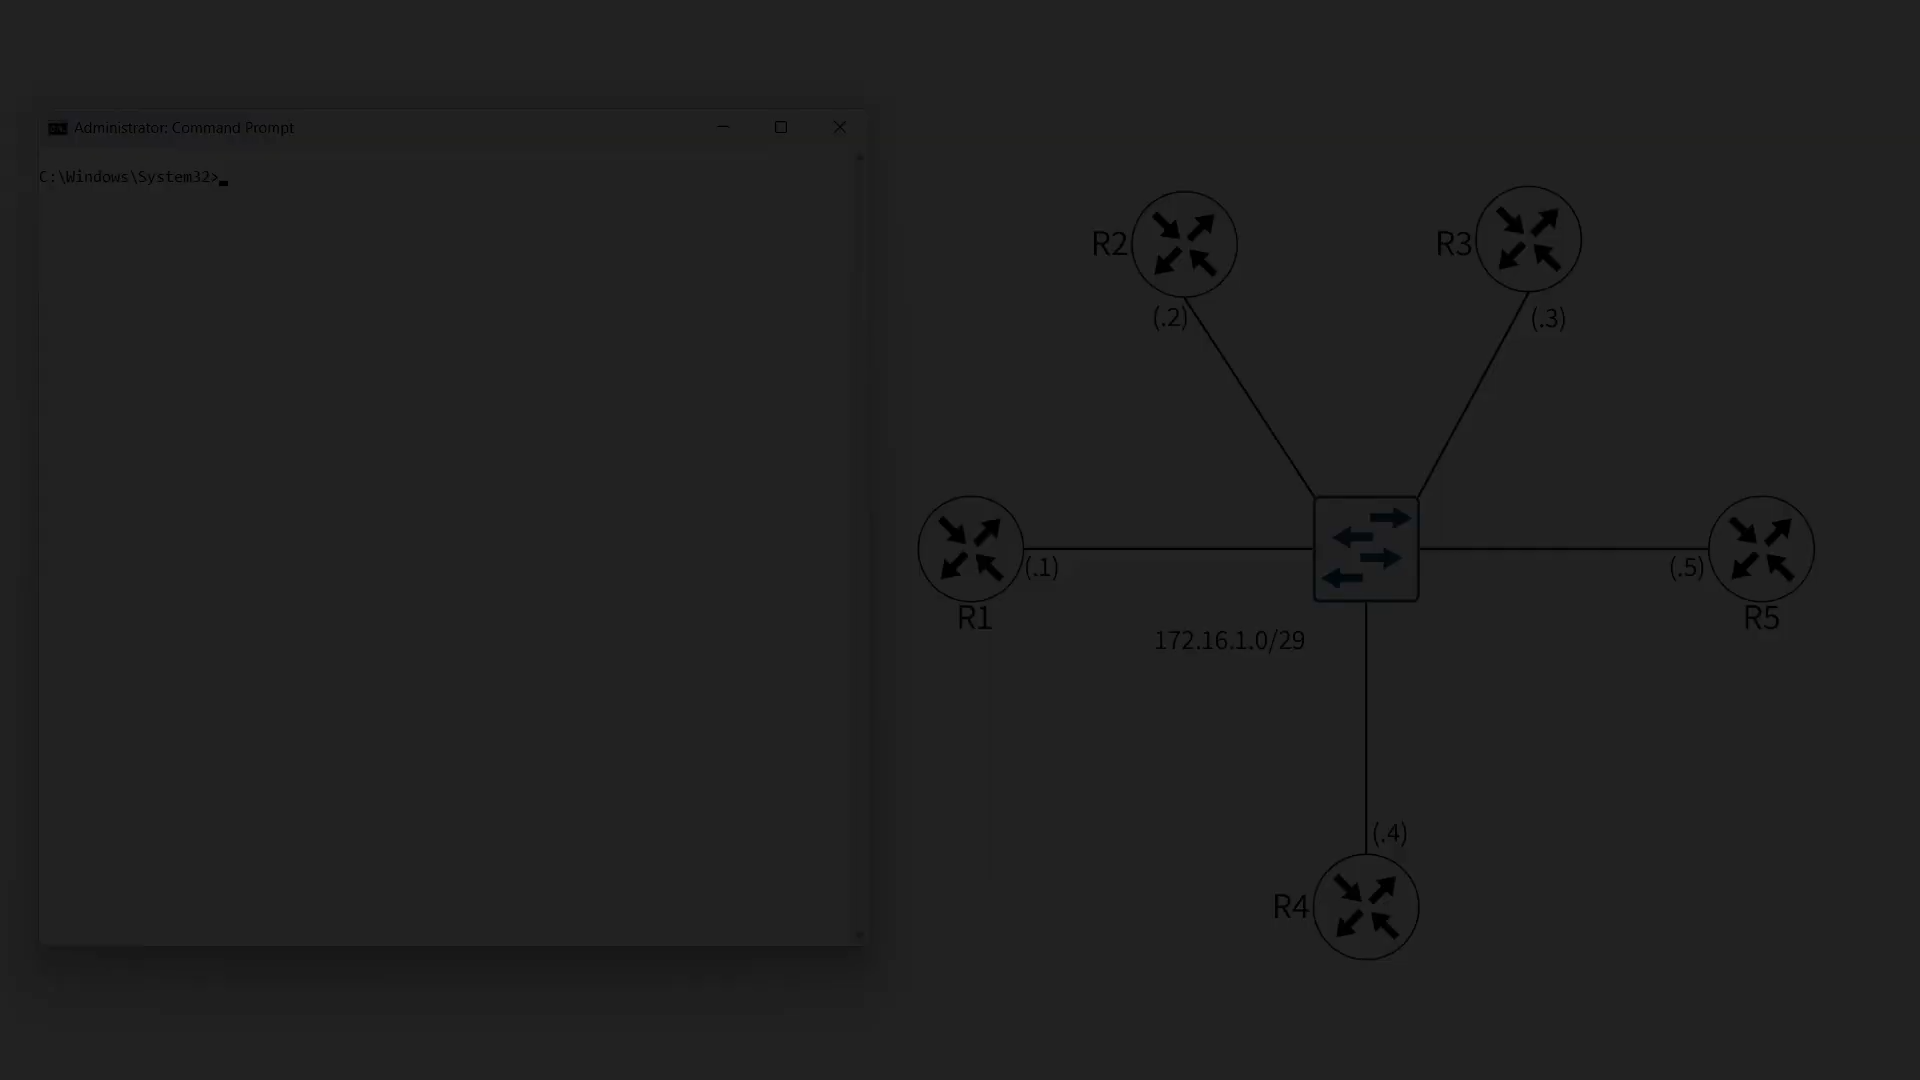 Administrator: Command Prompt
C:\Windows\System32>
R2
R3
(.2)
(.3)
(.1)
(.5)
R1
R5
172.16.1.0/29
(.4)
R4